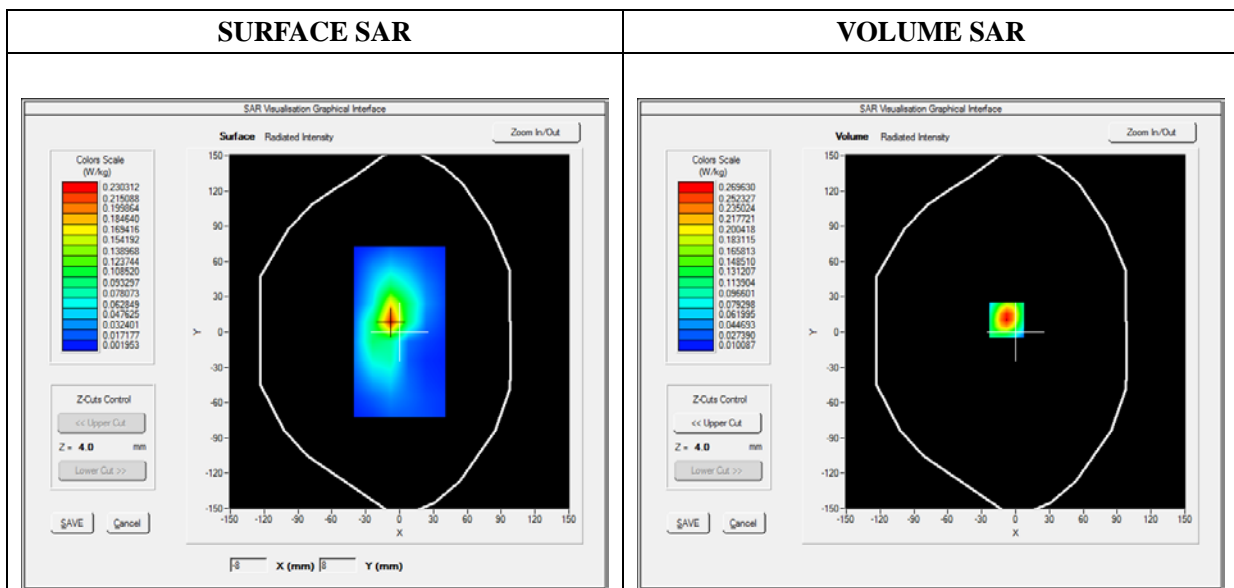 SURFACE SAR
VOLUME SAR
SAR Visualisation Graphical Interface
Surface Radiated Intensity
Zoom In/Out
Colors Scale
(W/kg)
0.230312
0.215088
0.199864
0.184640
0.169416
0.154192
0.138968
0.123744
0.108520
0.093297
0.078073
0.062849
0.047625
0.032401
0.017177
0.001953
150
120
90
60
30
0
-30
-60
-90
-120
-150
Y
-150 -120 -90 -60 -30 0 30 60 90 120 150
X
Z-Cuts Control
<< Upper Cut
Z = 4.0 mm
Lower Cut >>
SAVE Cancel
-8 X (mm) 8 Y (mm)
SAR Visualisation Graphical Interface
Volume Radiated Intensity
Zoom In/Out
Colors Scale
(W/kg)
0.269630
0.252327
0.235024
0.217721
0.200418
0.183115
0.165813
0.148510
0.131207
0.113904
0.096601
0.079298
0.061995
0.044693
0.027390
0.010087
150
120
90
60
30
0
-30
-60
-90
-120
-150
Y
-150 -120 -90 -60 -30 0 30 60 90 120 150
X
Z-Cuts Control
<< Upper Cut
Z = 4.0 mm
Lower Cut >>
SAVE Cancel